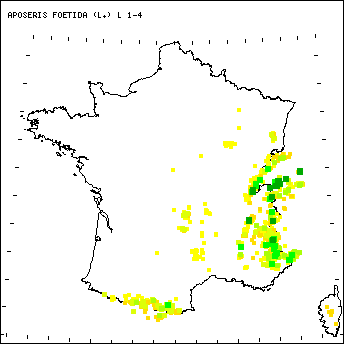 APOSERIS FOETIDA (L.) L 1-4